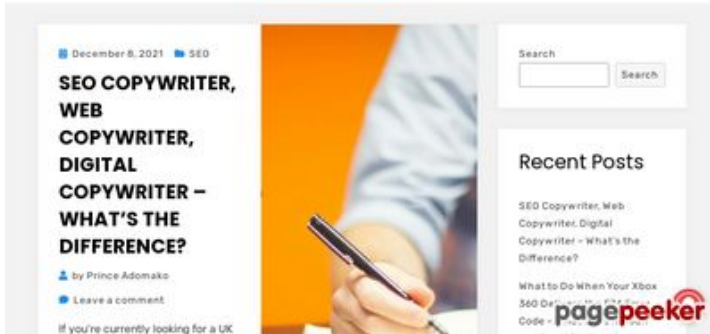 December 8, 2021 SEO
SEO COPYWRITER,
WEB
COPYWRITER,
DIGITAL
COPYWRITER –
WHAT'S THE
DIFFERENCE?
by Prince Adomako
Leave a comment
If you're currently looking for a UK
Search
Search
Recent Posts
SEO Copywriter, Web
Copywriter, Digital
Copywriter – What's the
Difference?
What to Do When Your Xbox
360
Code –
pagepeeker